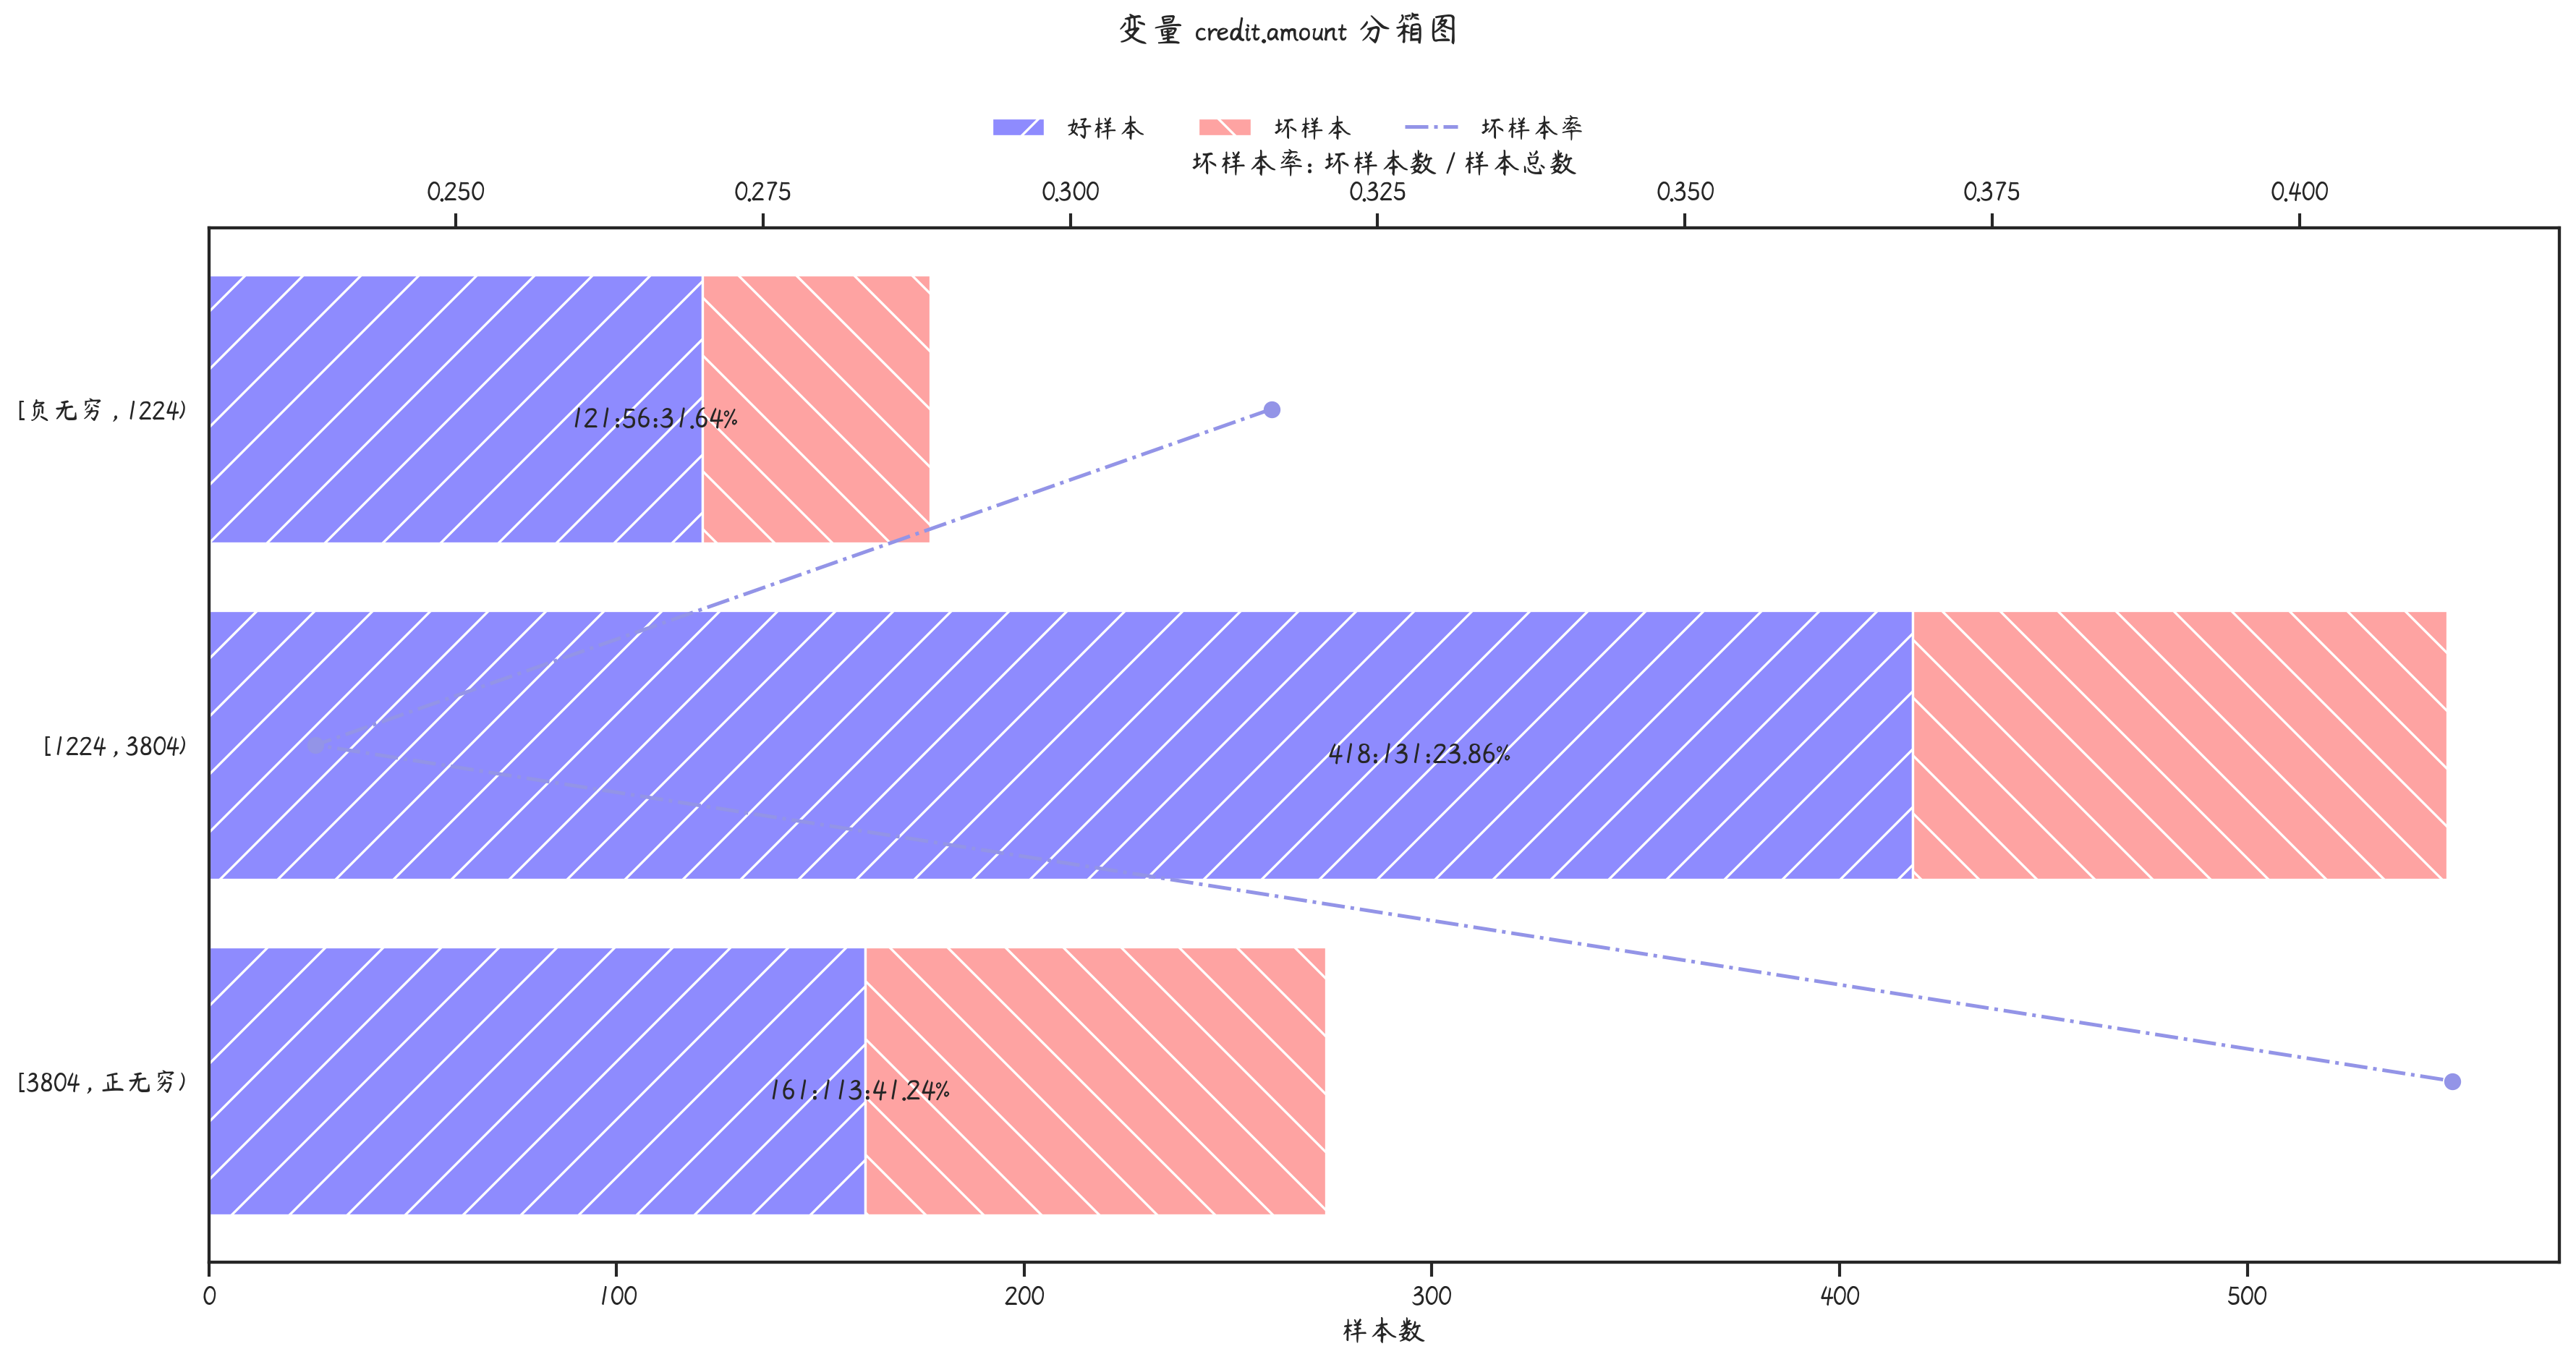 变量 credit.amount 分箱图
好样本 坏样本 坏样本率
坏样本率: 坏样本数 / 样本总数
0.250 0.275 0.300 0.325 0.350 0.375 0.400
[负无穷 , 1224)
121:56:31.64%
[1224 , 3804)
418:131:23.86%
[3804 , 正无穷)
161:113:41.24%
0 100 200 300 400 500
样本数